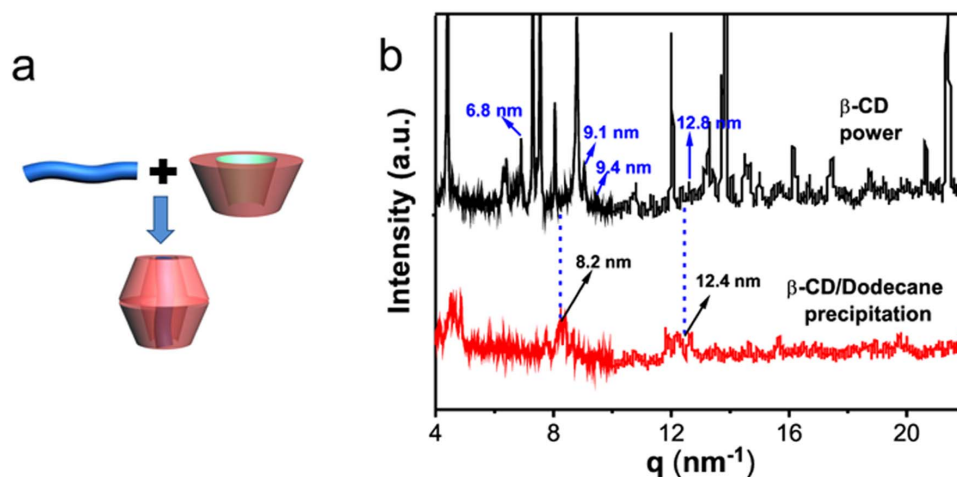 a
b
6.8 nm
9.1 nm
9.4 nm
12.8 nm
β-CD
power
8.2 nm
12.4 nm
β-CD/Dodecane
precipitation
Intensity (a.u.)
4
8
12
16
20
q (nm⁻¹)